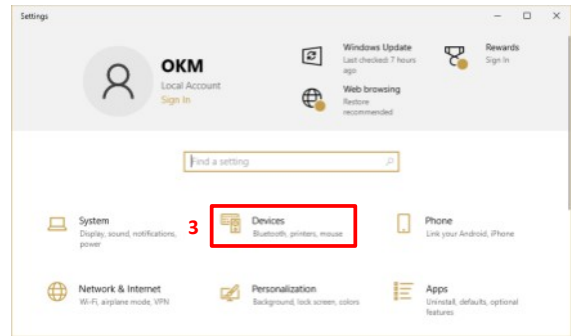 Settings
OKM
Local Account
Sign In
Windows Update
Last checked: 7 hours
ago
Rewards
Sign In
Web browsing
Restore
recommended
Find a setting
System
Display, sound, notifications,
power
3
Devices
Bluetooth, printers, mouse
Phone
Link your Android, iPhone
Network & Internet
Wi-Fi, airplane mode, VPN
Personalization
Background, lock screen, colors
Apps
Uninstall, defaults, optional
features